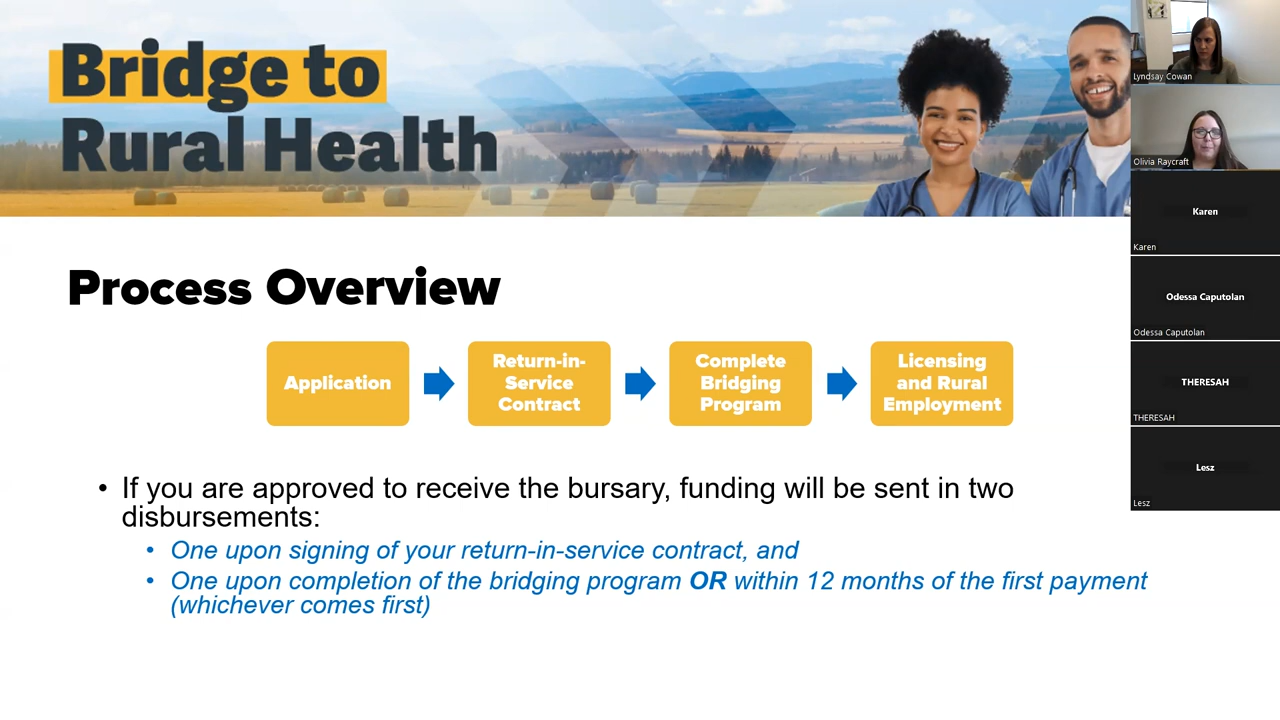 Bridge to
Rural Health
Process Overview
Application
Return-in-
Service
Contract
Complete
Bridging
Program
Licensing
and Rural
Employment
• If you are approved to receive the bursary, funding will be sent in two
disbursements:
• One upon signing of your return-in-service contract, and
• One upon completion of the bridging program OR within 12 months of the first payment
(whichever comes first)
Lyndsay Cowan
Olivia Raycraft
Karen
Karen
Odessa Caputolan
Odessa Caputolan
THERESAH
THERESAH
Lesz
Lesz